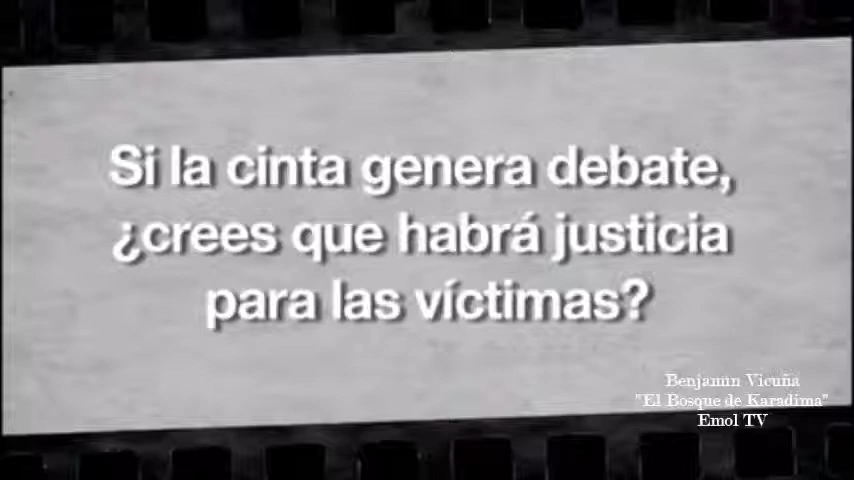 Si la cinta genera debate,
¿crees que habrá justicia
para las víctimas?
Benjamin Vicuña
"El Bosque de Karadima"
Emol TV